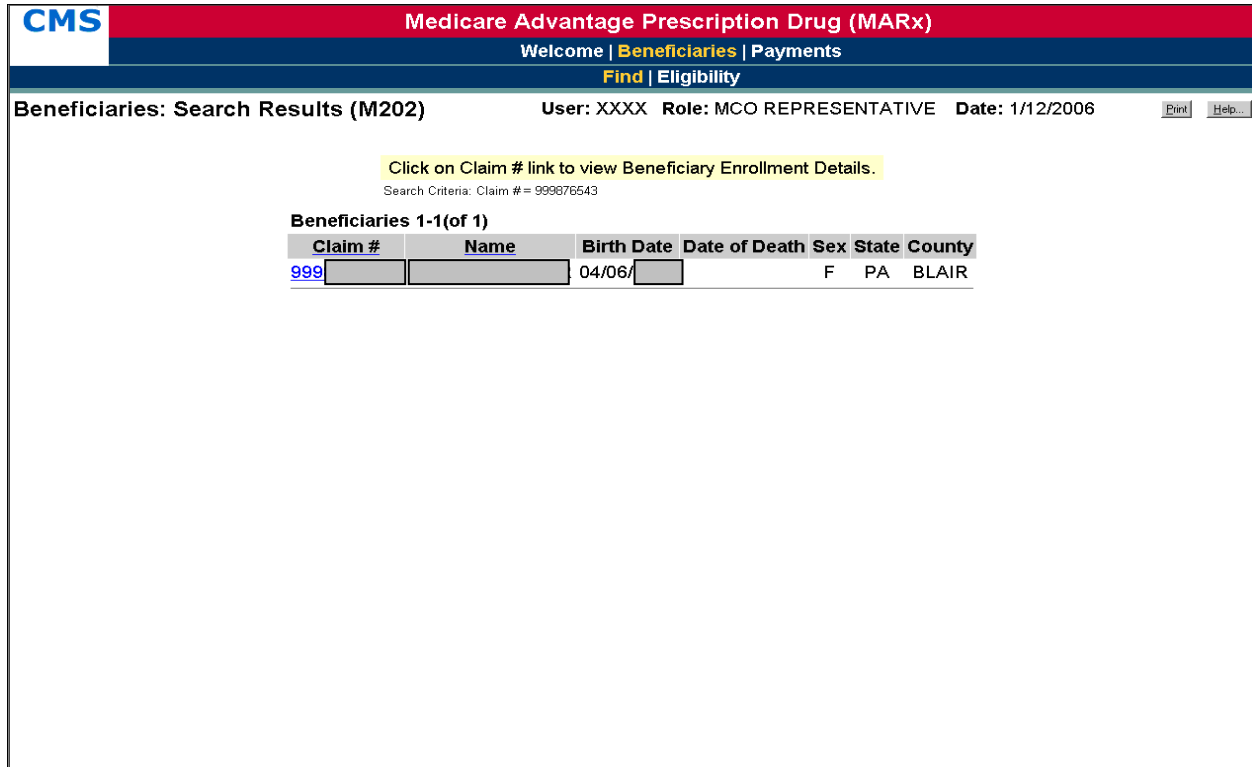 CMS
Medicare Advantage Prescription Drug (MARx)
Welcome | Beneficiaries | Payments
Find | Eligibility
Beneficiaries: Search Results (M202) User: XXXX Role: MCO REPRESENTATIVE Date: 1/12/2006 Print Help...
Click on Claim # link to view Beneficiary Enrollment Details.
Search Criteria: Claim # = 999876543
Beneficiaries 1-1(of 1)
Claim # Name Birth Date Date of Death Sex State County
999 04/06/ F PA BLAIR